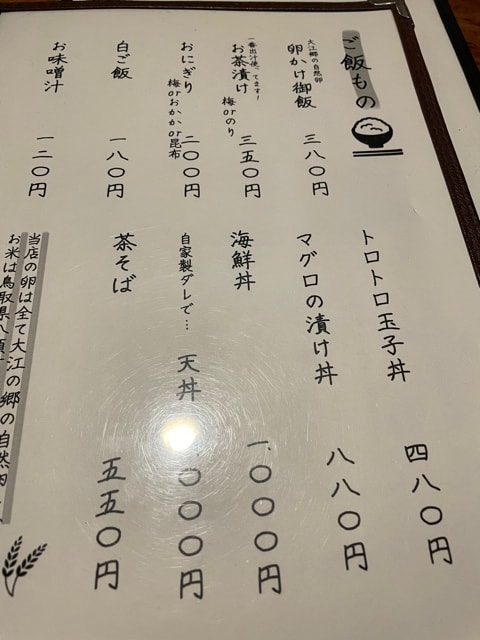 ご飯もの
大江郷の自然卵
卵かけ御飯
三八〇円
一番出汁使ってます!
お茶漬け
梅orのり
三五〇円
おにぎり
梅orおかかor昆布
二〇〇円
白ご飯
一八〇円
お味噌汁
一二〇円
トロトロ玉子丼
四八〇円
マグロの漬け丼
八八〇円
海鮮丼
一、〇〇〇円
自家製ダレで…
天丼
一、〇〇〇円
茶そば
五五〇円
当店の卵は全て大江の郷の自然卵
お米は鳥取県八頭